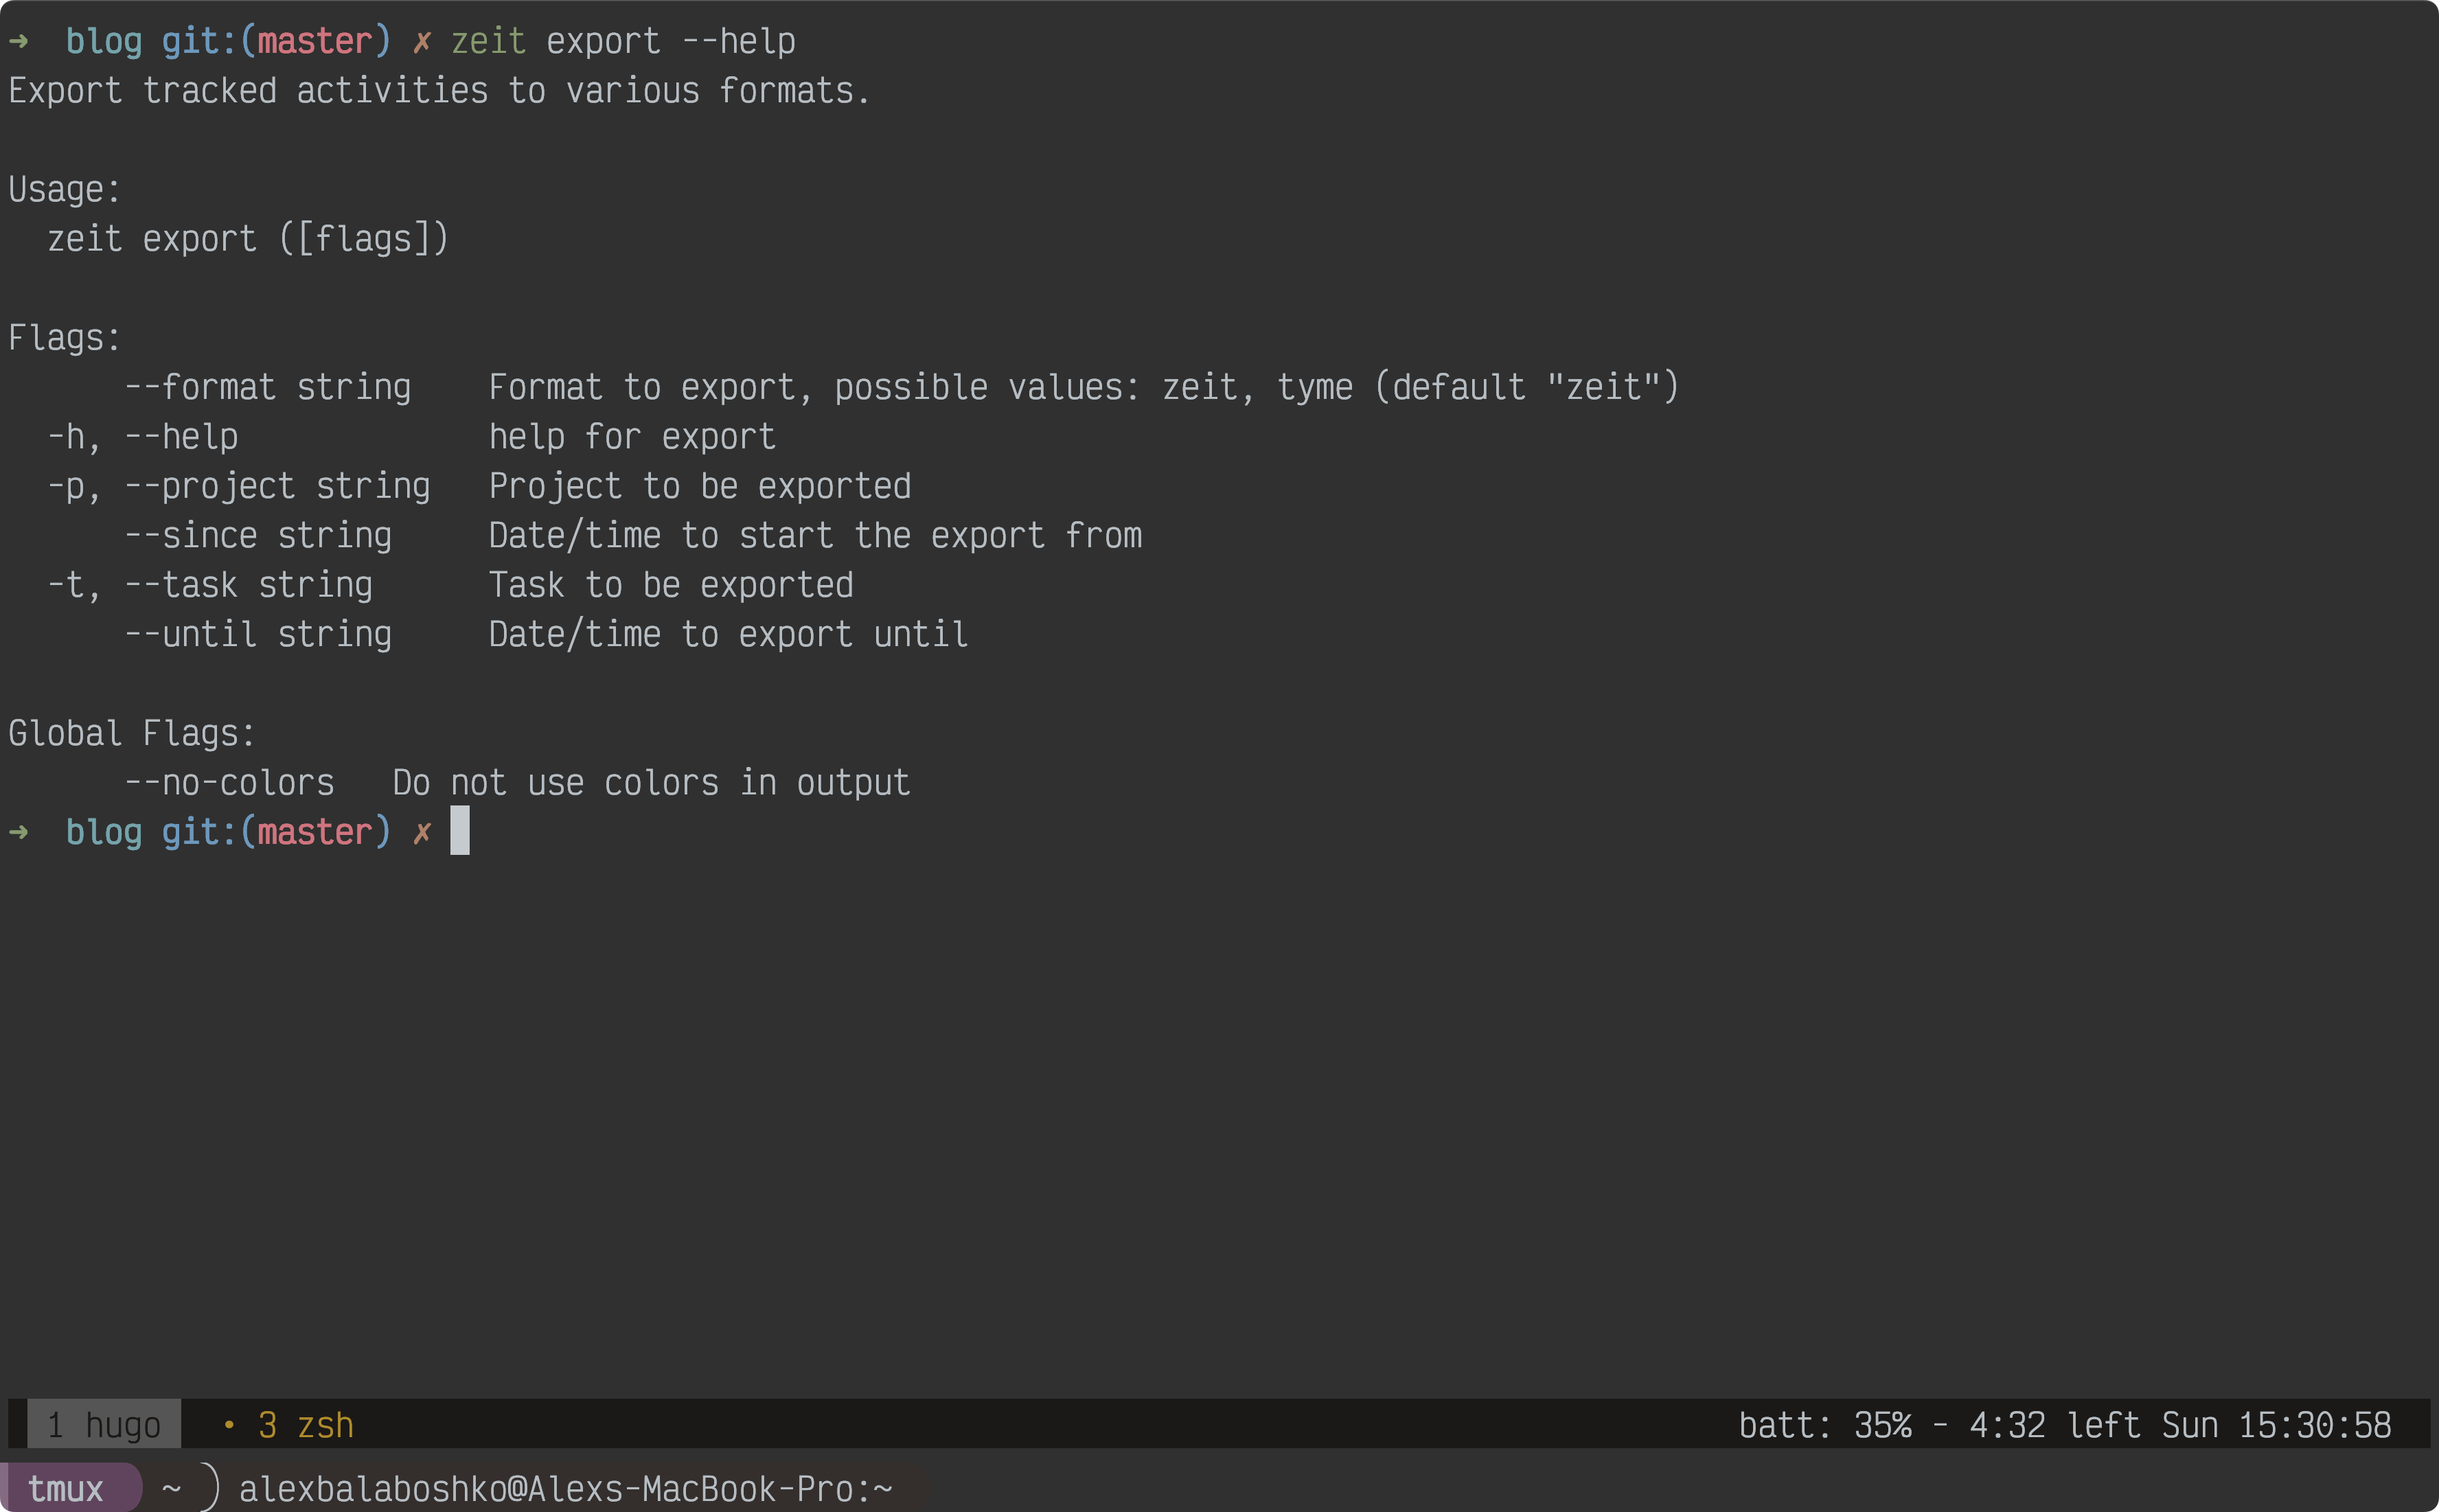 ➜  blog git:(master) ✗ zeit export --help
Export tracked activities to various formats.

Usage:
  zeit export ([flags])

Flags:
      --format string    Format to export, possible values: zeit, tyme (default "zeit")
  -h, --help             help for export
  -p, --project string   Project to be exported
      --since string     Date/time to start the export from
  -t, --task string      Task to be exported
      --until string     Date/time to export until

Global Flags:
      --no-colors   Do not use colors in output
➜  blog git:(master) ✗
1 hugo   • 3 zsh   batt: 35% - 4:32 left Sun 15:30:58
tmux  ~  alexbalaboshko@Alexs-MacBook-Pro:~